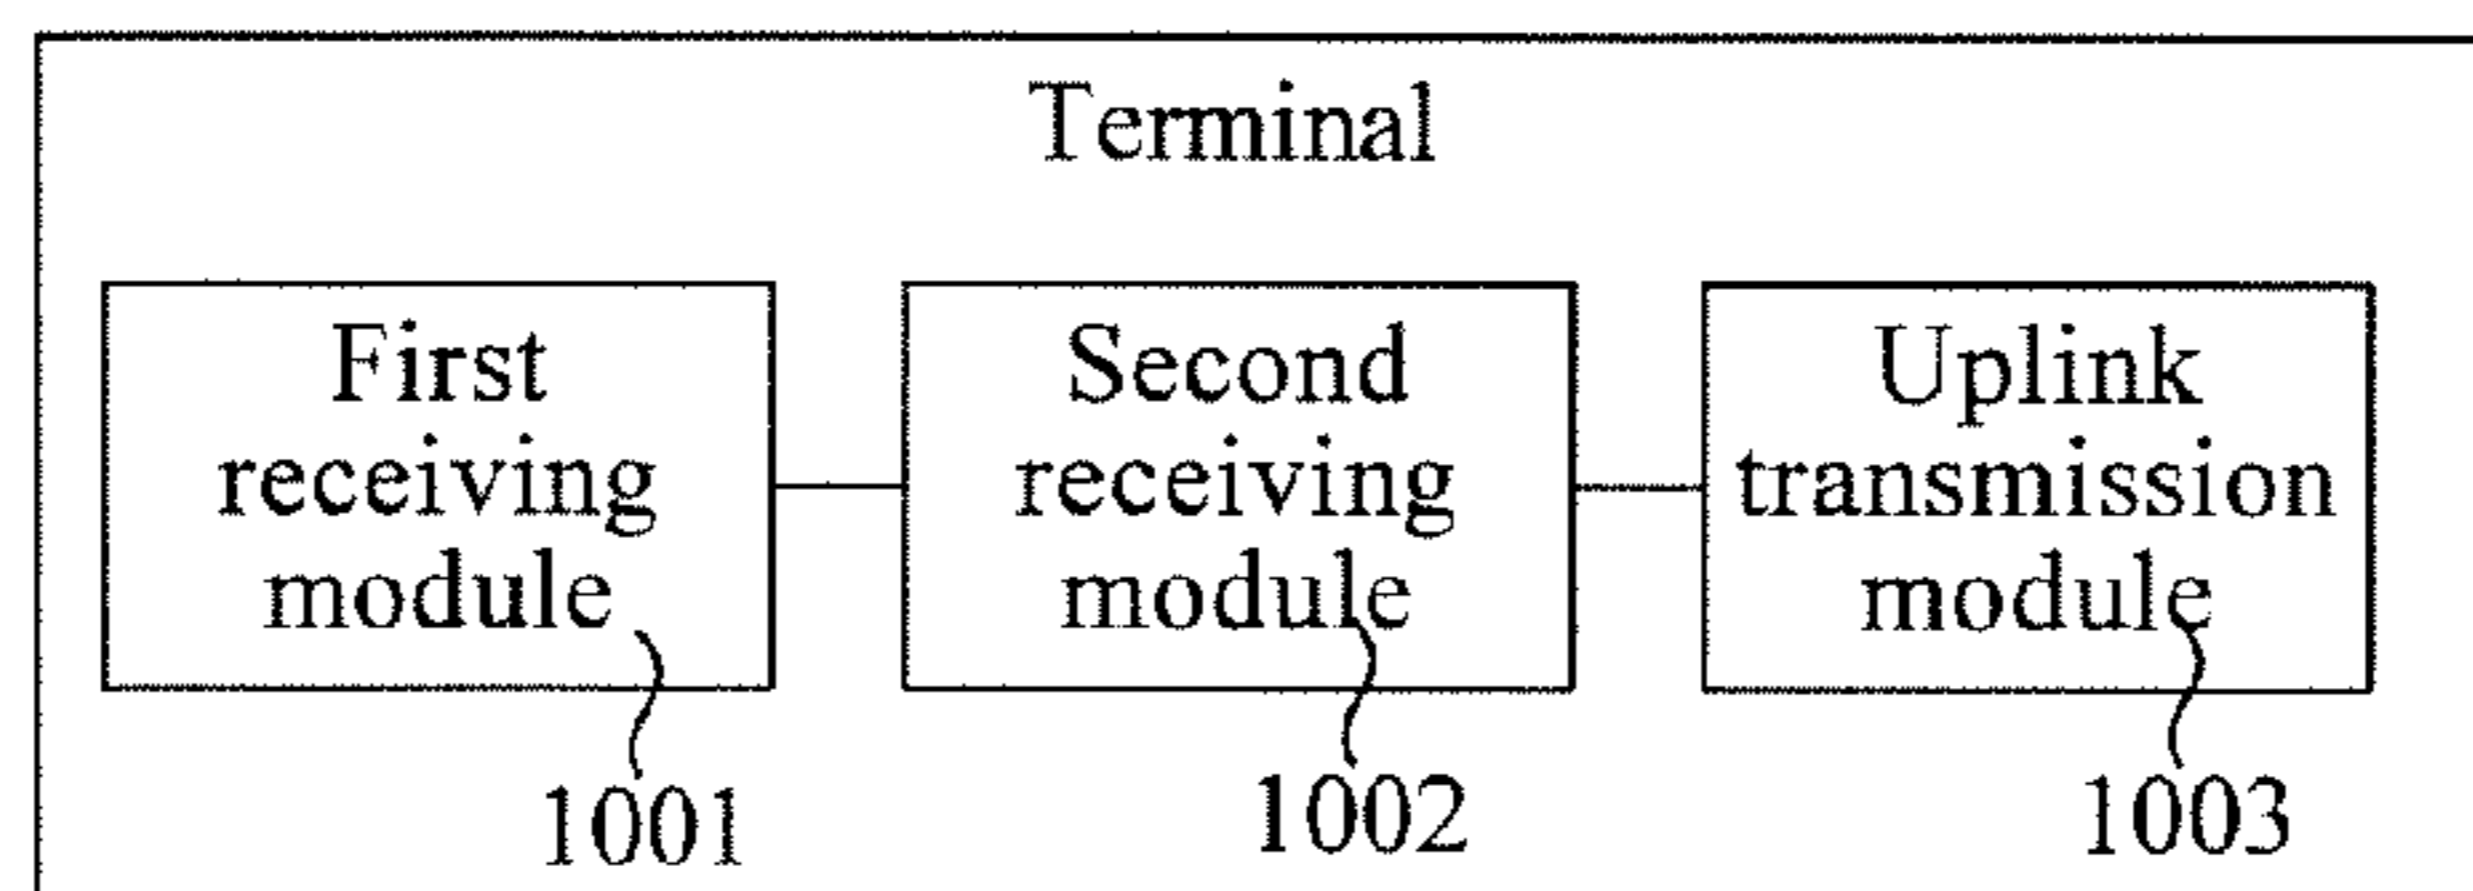 Terminal
First
receiving
module
1001
Second
receiving
module
1002
Uplink
transmission
module
1003